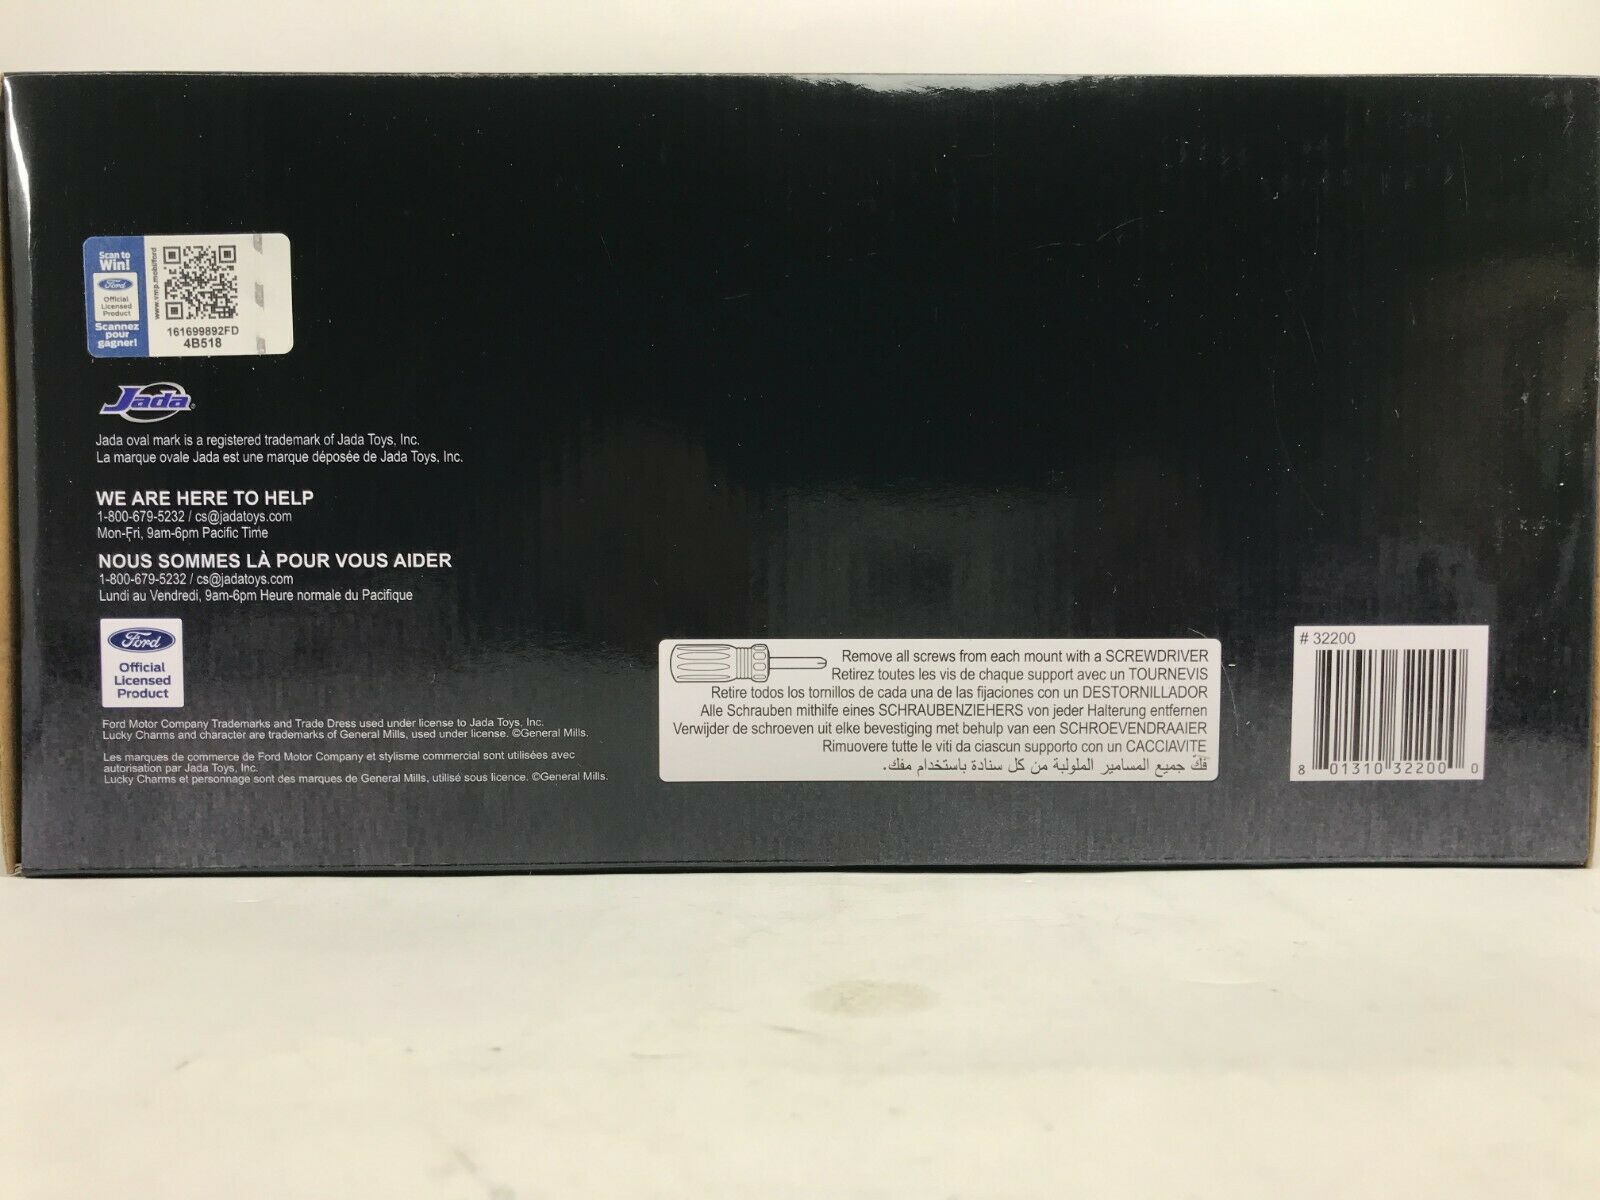 Scan to
Win!
Ford
Official
Licensed
Product
Scannez
pour
gagner!
www.vmp.mobi/ford
161699892FD
4B518
Jada
Jada oval mark is a registered trademark of Jada Toys, Inc.
La marque ovale Jada est une marque déposée de Jada Toys, Inc.
WE ARE HERE TO HELP
1-800-679-5232 / cs@jadatoys.com
Mon-Fri, 9am-6pm Pacific Time
NOUS SOMMES LÀ POUR VOUS AIDER
1-800-679-5232 / cs@jadatoys.com
Lundi au Vendredi, 9am-6pm Heure normale du Pacifique
Ford
Official
Licensed
Product
Ford Motor Company Trademarks and Trade Dress used under license to Jada Toys, Inc.
Lucky Charms and character are trademarks of General Mills, used under license. ©General Mills.
Les marques de commerce de Ford Motor Company et stylisme commercial sont utilisées avec
autorisation par Jada Toys, Inc.
Lucky Charms et personnage sont des marques de General Mills, utilisé sous licence. ©General Mills.
Remove all screws from each mount with a SCREWDRIVER
Retirez toutes les vis de chaque support avec un TOURNEVIS
Retire todos los tornillos de cada una de las fijaciones con un DESTORNILLADOR
Alle Schrauben mithilfe eines SCHRAUBENZIEHERS von jeder Halterung entfernen
Verwijder de schroeven uit elke bevestiging met behulp van een SCHROEVENDRAAIER
Rimuovere tutte le viti da ciascun supporto con un CACCIAVITE
فكّ جميع المسامير الملولبة من كل سنادة باستخدام مفك.
# 32200
8 01310 32200 0